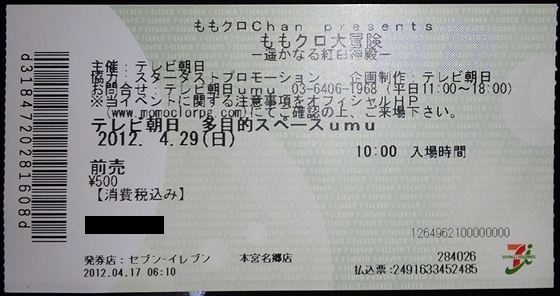 ももクロChan presents
ももクロ大冒険
―遥かなる紅白神殿―
主催：テレビ朝日
協力：スターダストプロモーション　企画制作：テレビ朝日
お問合せ：テレビ朝日umu　03-6406-1968（平日11:00～18:00）
※当イベントに関する注意事項をオフィシャルHP
(www.momoclorpg.com)にてご確認の上、ご来場下さい。
テレビ朝日　多目的スペースumu
2012. 4.29(日)
10:00 入場時間
前売
¥500
【消費税込み】
1264962100000000
発券店：セブン-イレブン　本宮名郷店
284026
2012.04.17 06:10
払込票：2491633452485
d3184720281608d
SEVEN & i HOLDINGS